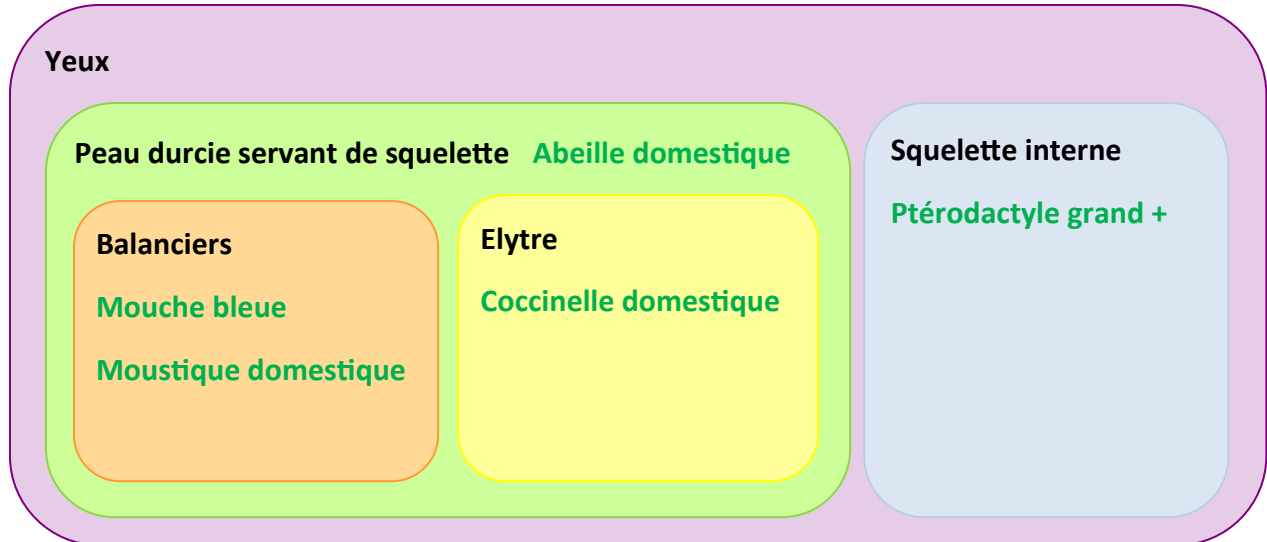 Yeux
Peau durcie servant de squelette Abeille domestique
Balanciers
Mouche bleue
Moustique domestique
Elytre
Coccinelle domestique
Squelette interne
Ptérodactyle grand +